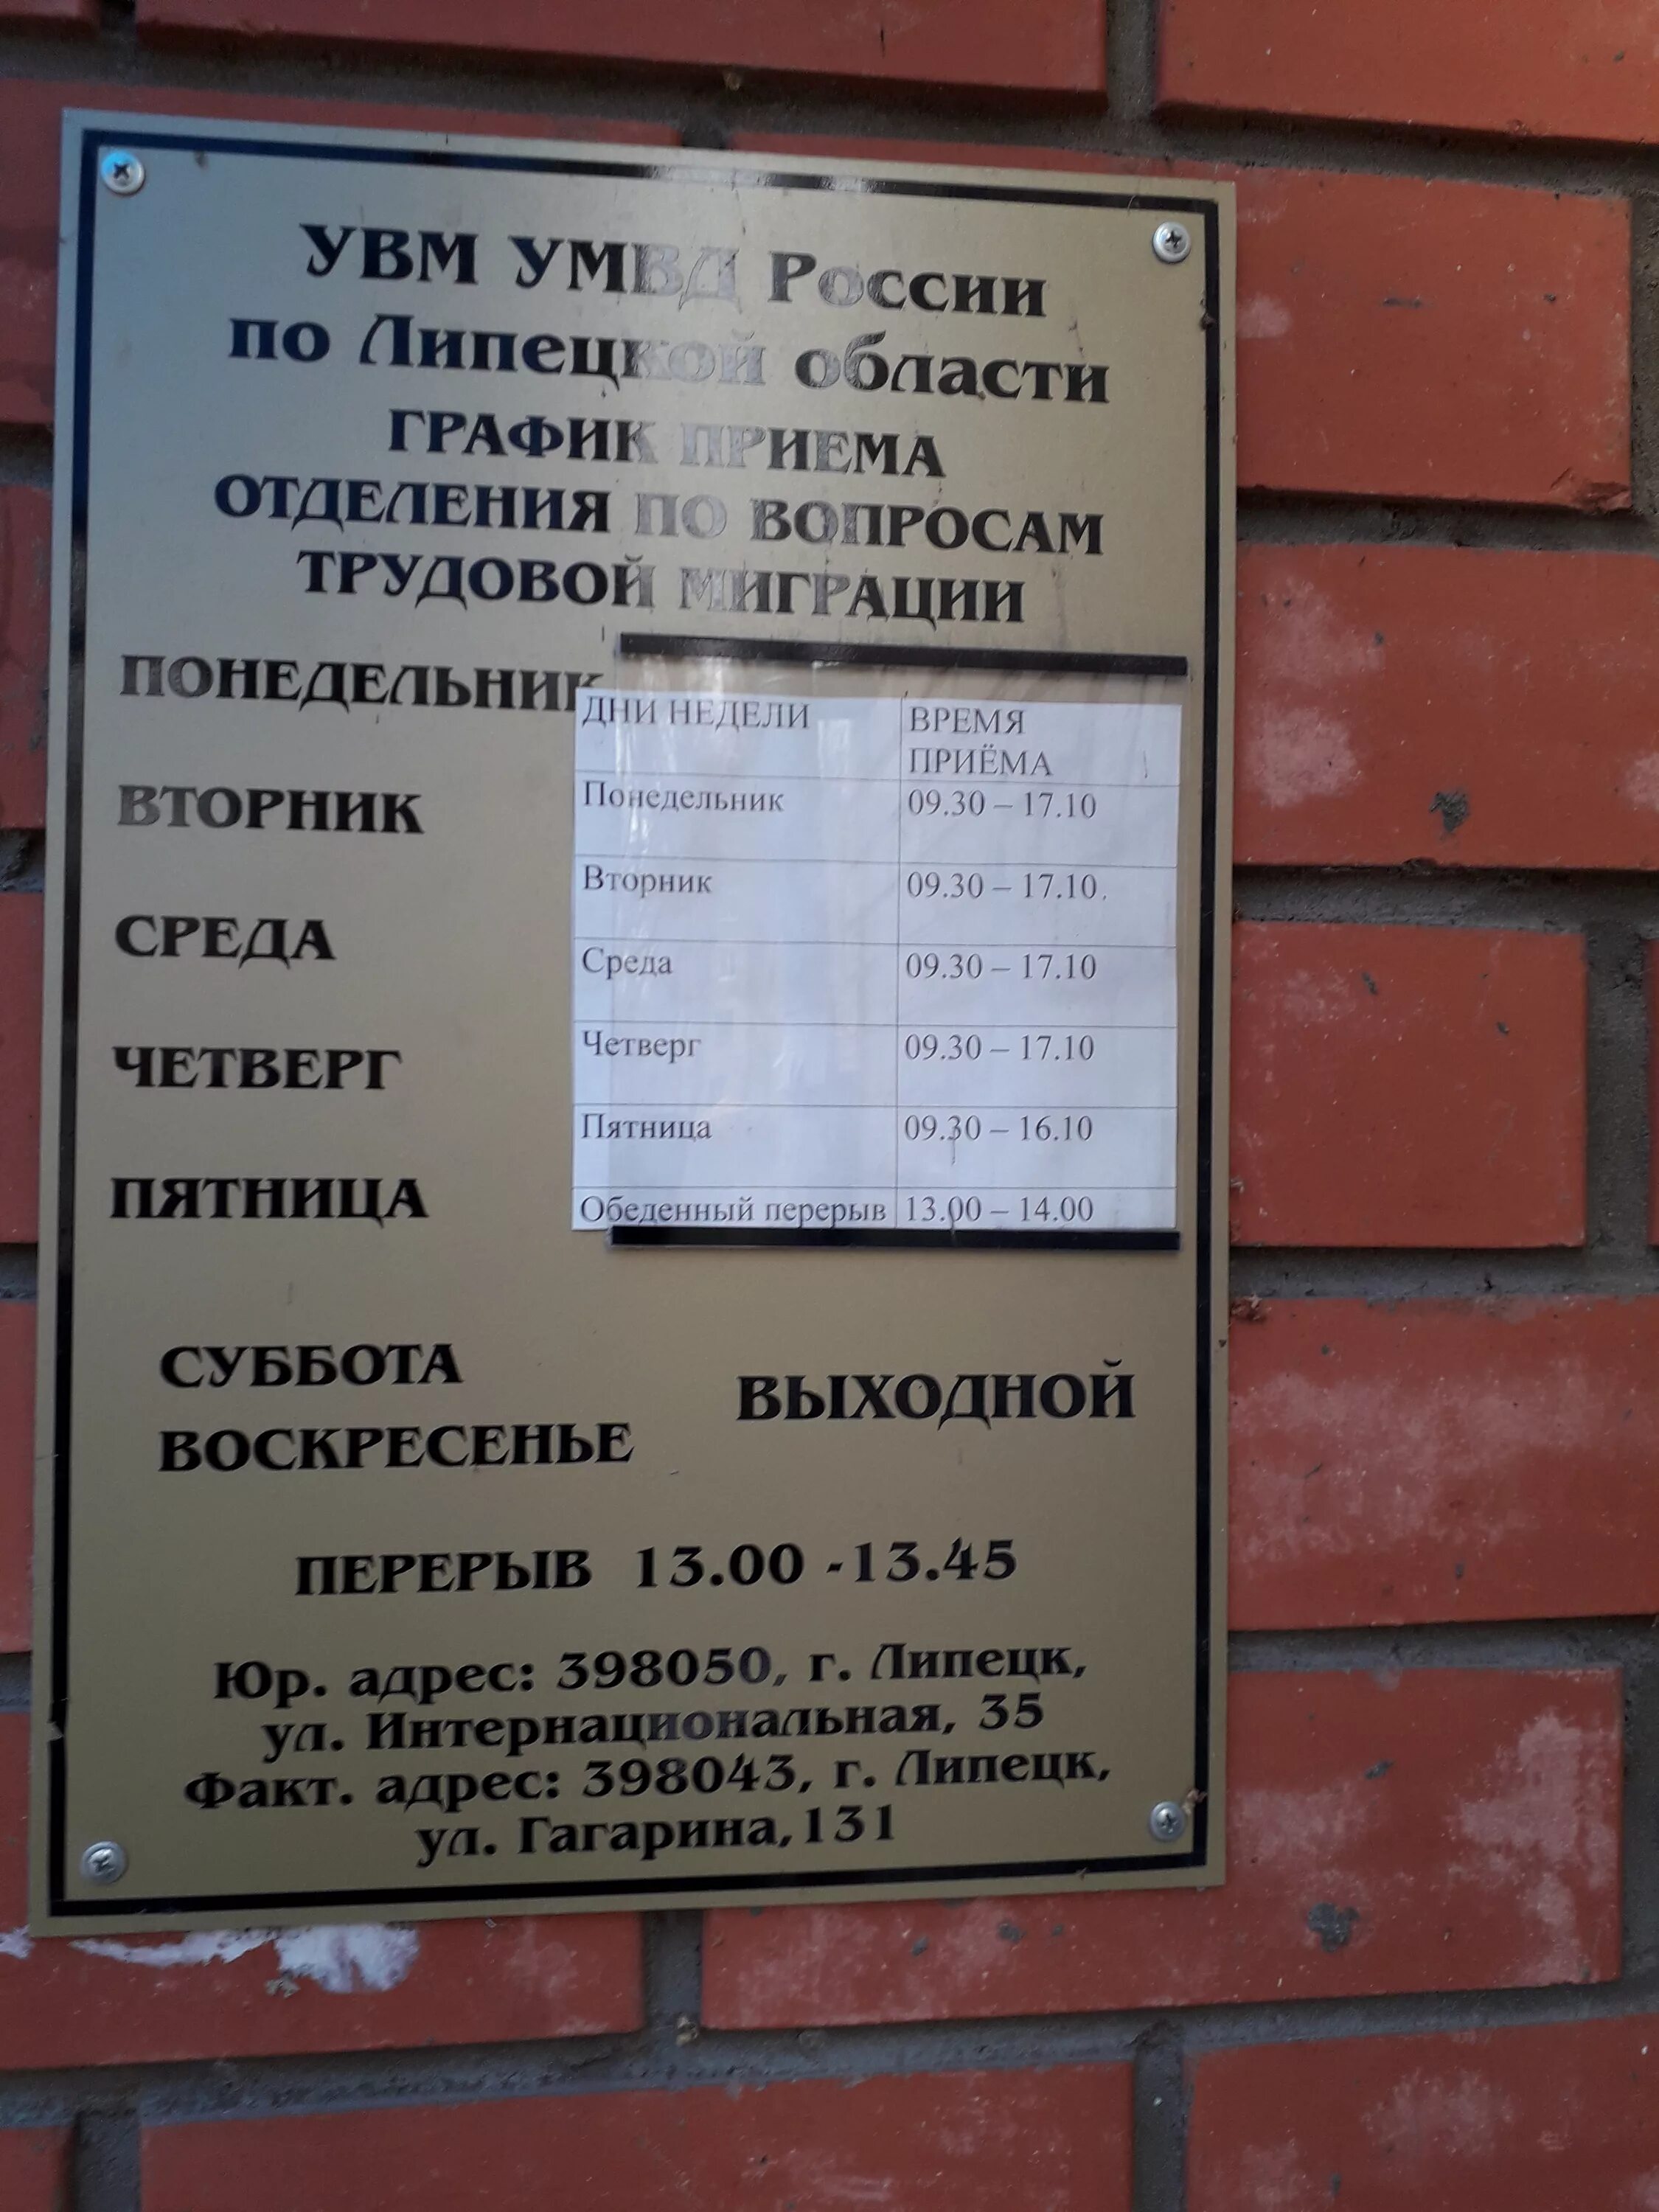 УВМ УМВД России
по Липецкой области
ГРАФИК ПРИЕМА
ОТДЕЛЕНИЯ ПО ВОПРОСАМ
ТРУДОВОЙ МИГРАЦИИ
ПОНЕДЕЛЬНИК
ВТОРНИК
СРЕДА
ЧЕТВЕРГ
ПЯТНИЦА
ДНИ НЕДЕЛИ ВРЕМЯ
ПРИЁМА
Понедельник 09.30 – 17.10
Вторник 09.30 – 17.10.
Среда 09.30 – 17.10
Четверг 09.30 – 17.10
Пятница 09.30 – 16.10
Обеденный перерыв 13.00 – 14.00
СУББОТА
ВОСКРЕСЕНЬЕ
ВЫХОДНОЙ
ПЕРЕРЫВ 13.00 -13.45
Юр. адрес: 398050, г. Липецк,
ул. Интернациональная, 35
Факт. адрес: 398043, г. Липецк,
ул. Гагарина,131